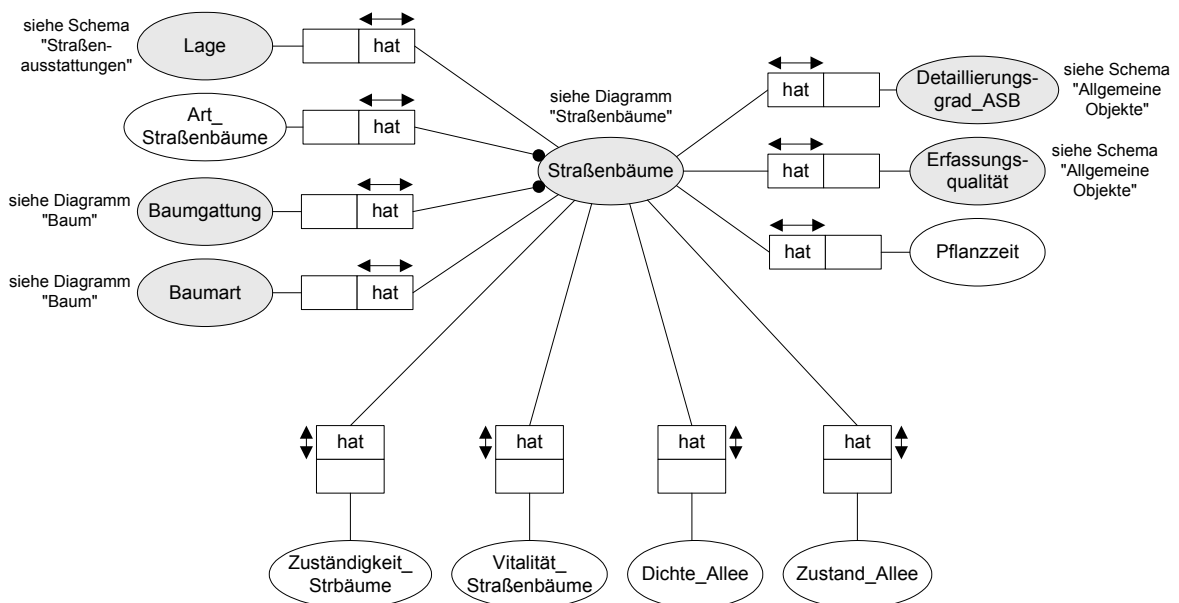 siehe Schema
"Straßen-
ausstattungen"
Lage
hat
Art_
Straßenbäume
hat
siehe Diagramm
"Baum"
Baumgattung
hat
siehe Diagramm
"Baum"
Baumart
hat
siehe Diagramm
"Straßenbäume"
Straßenbäume
hat
Detaillierungs-
grad_ASB
siehe Schema
"Allgemeine
Objekte"
hat
Erfassungs-
qualität
siehe Schema
"Allgemeine
Objekte"
hat
Pflanzzeit
hat
Zuständigkeit_
Strbäume
hat
Vitalität_
Straßenbäume
hat
Dichte_Allee
hat
Zustand_Allee